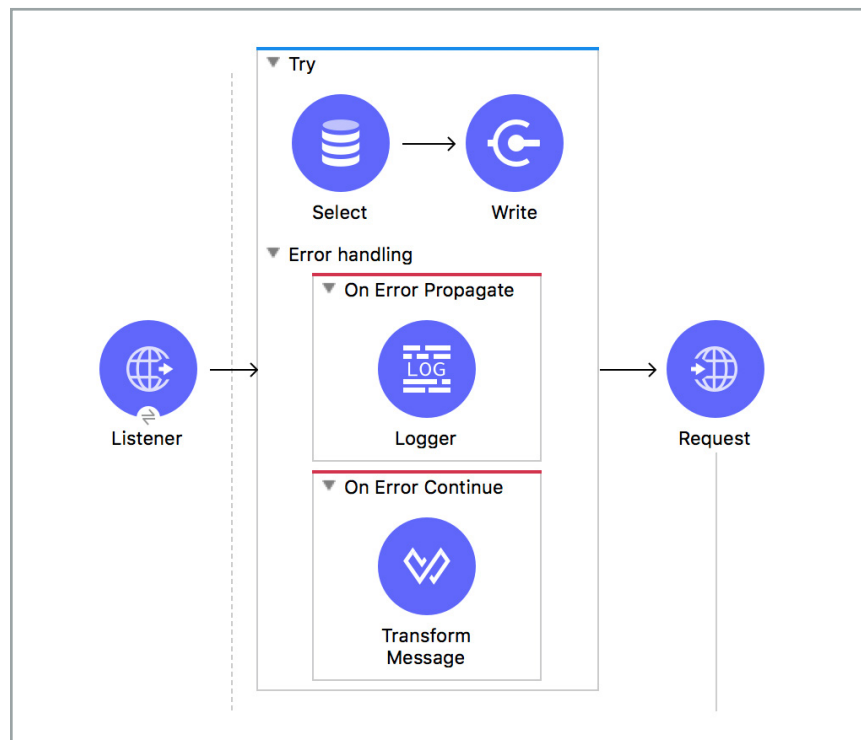 Try
Select
Write
Error handling
On Error Propagate
LOG
Logger
Listener
Request
On Error Continue
Transform
Message